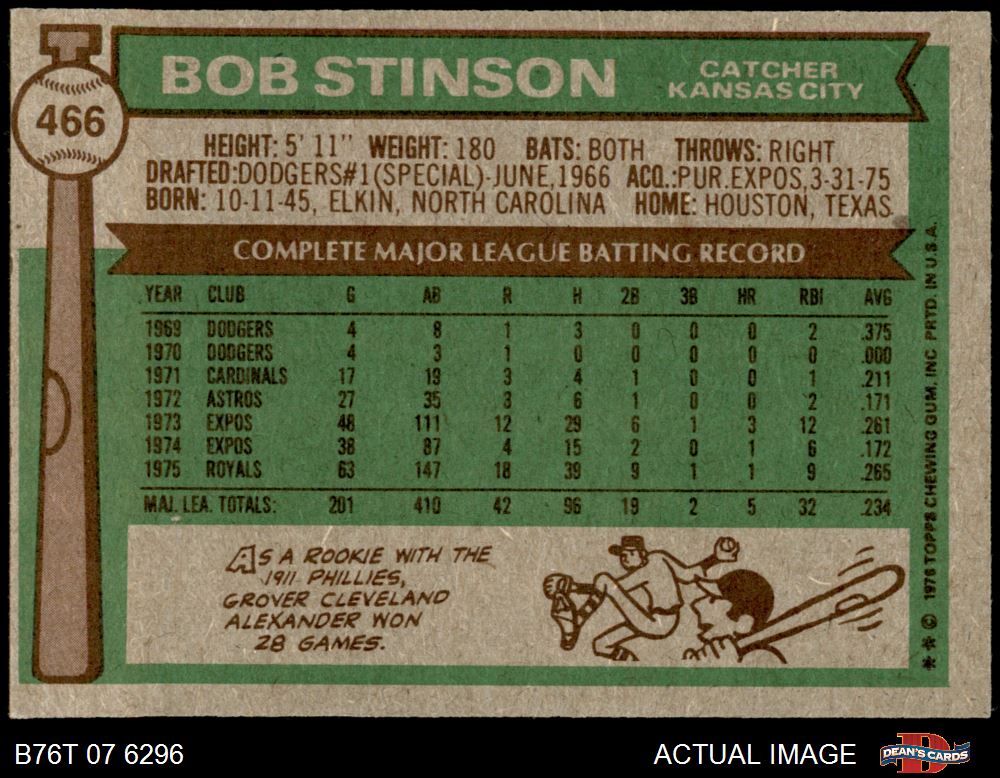 466
BOB STINSON
CATCHER
KANSAS CITY
HEIGHT: 5' 11" WEIGHT: 180 BATS: BOTH THROWS: RIGHT
DRAFTED: DODGERS #1 (SPECIAL)-JUNE, 1966 ACQ.: PUR. EXPOS, 3-31-75
BORN: 10-11-45, ELKIN, NORTH CAROLINA HOME: HOUSTON, TEXAS
COMPLETE MAJOR LEAGUE BATTING RECORD
YEAR CLUB G AB R H 2B 3B HR RBI AVG
1969 DODGERS 4 8 1 3 0 0 0 2 .375
1970 DODGERS 4 3 1 0 0 0 0 0 .000
1971 CARDINALS 17 19 3 4 1 0 0 1 .211
1972 ASTROS 27 35 3 6 1 0 0 2 .171
1973 EXPOS 48 111 12 29 6 1 3 12 .261
1974 EXPOS 38 87 4 15 2 0 1 6 .172
1975 ROYALS 63 147 18 39 9 1 1 9 .265
MAJ. LEA. TOTALS: 201 410 42 96 19 2 5 32 .234
AS A ROOKIE WITH THE
1911 PHILLIES,
GROVER CLEVELAND
ALEXANDER WON
28 GAMES.
* * © 1976 TOPPS CHEWING GUM, INC. PRTD. IN U.S.A.
B76T 07 6296
ACTUAL IMAGE
D
DEAN'S CARDS